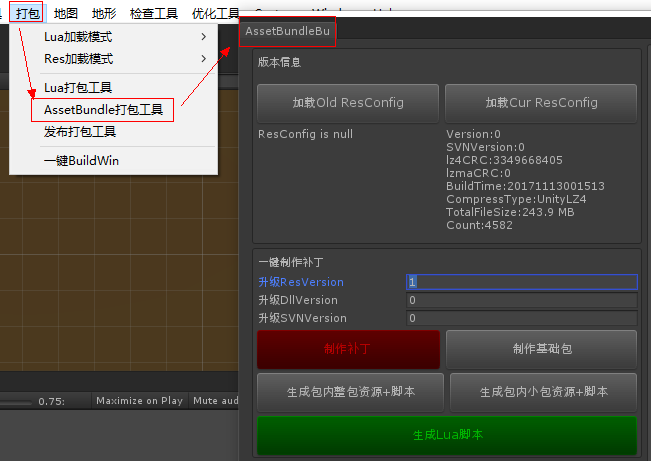 打包 地图 地形 检查工具 优化工具
Lua加载模式
Res加载模式
Lua打包工具
AssetBundle打包工具
发布打包工具
一键BuildWin
0.75:
Maximize on Play Mute aud
AssetBundleBu
版本信息
加载Old ResConfig 加载Cur ResConfig
ResConfig is null
Version:0
SVNVersion:0
lz4CRC:3349668405
lzmaCRC:0
BuildTime:20171113001513
CompressType:UnityLZ4
TotalFileSize:243.9 MB
Count:4582
一键制作补丁
升级ResVersion 1
升级DllVersion 0
升级SVNVersion 0
制作补丁 制作基础包
生成包内整包资源+脚本 生成包内小包资源+脚本
生成Lua脚本